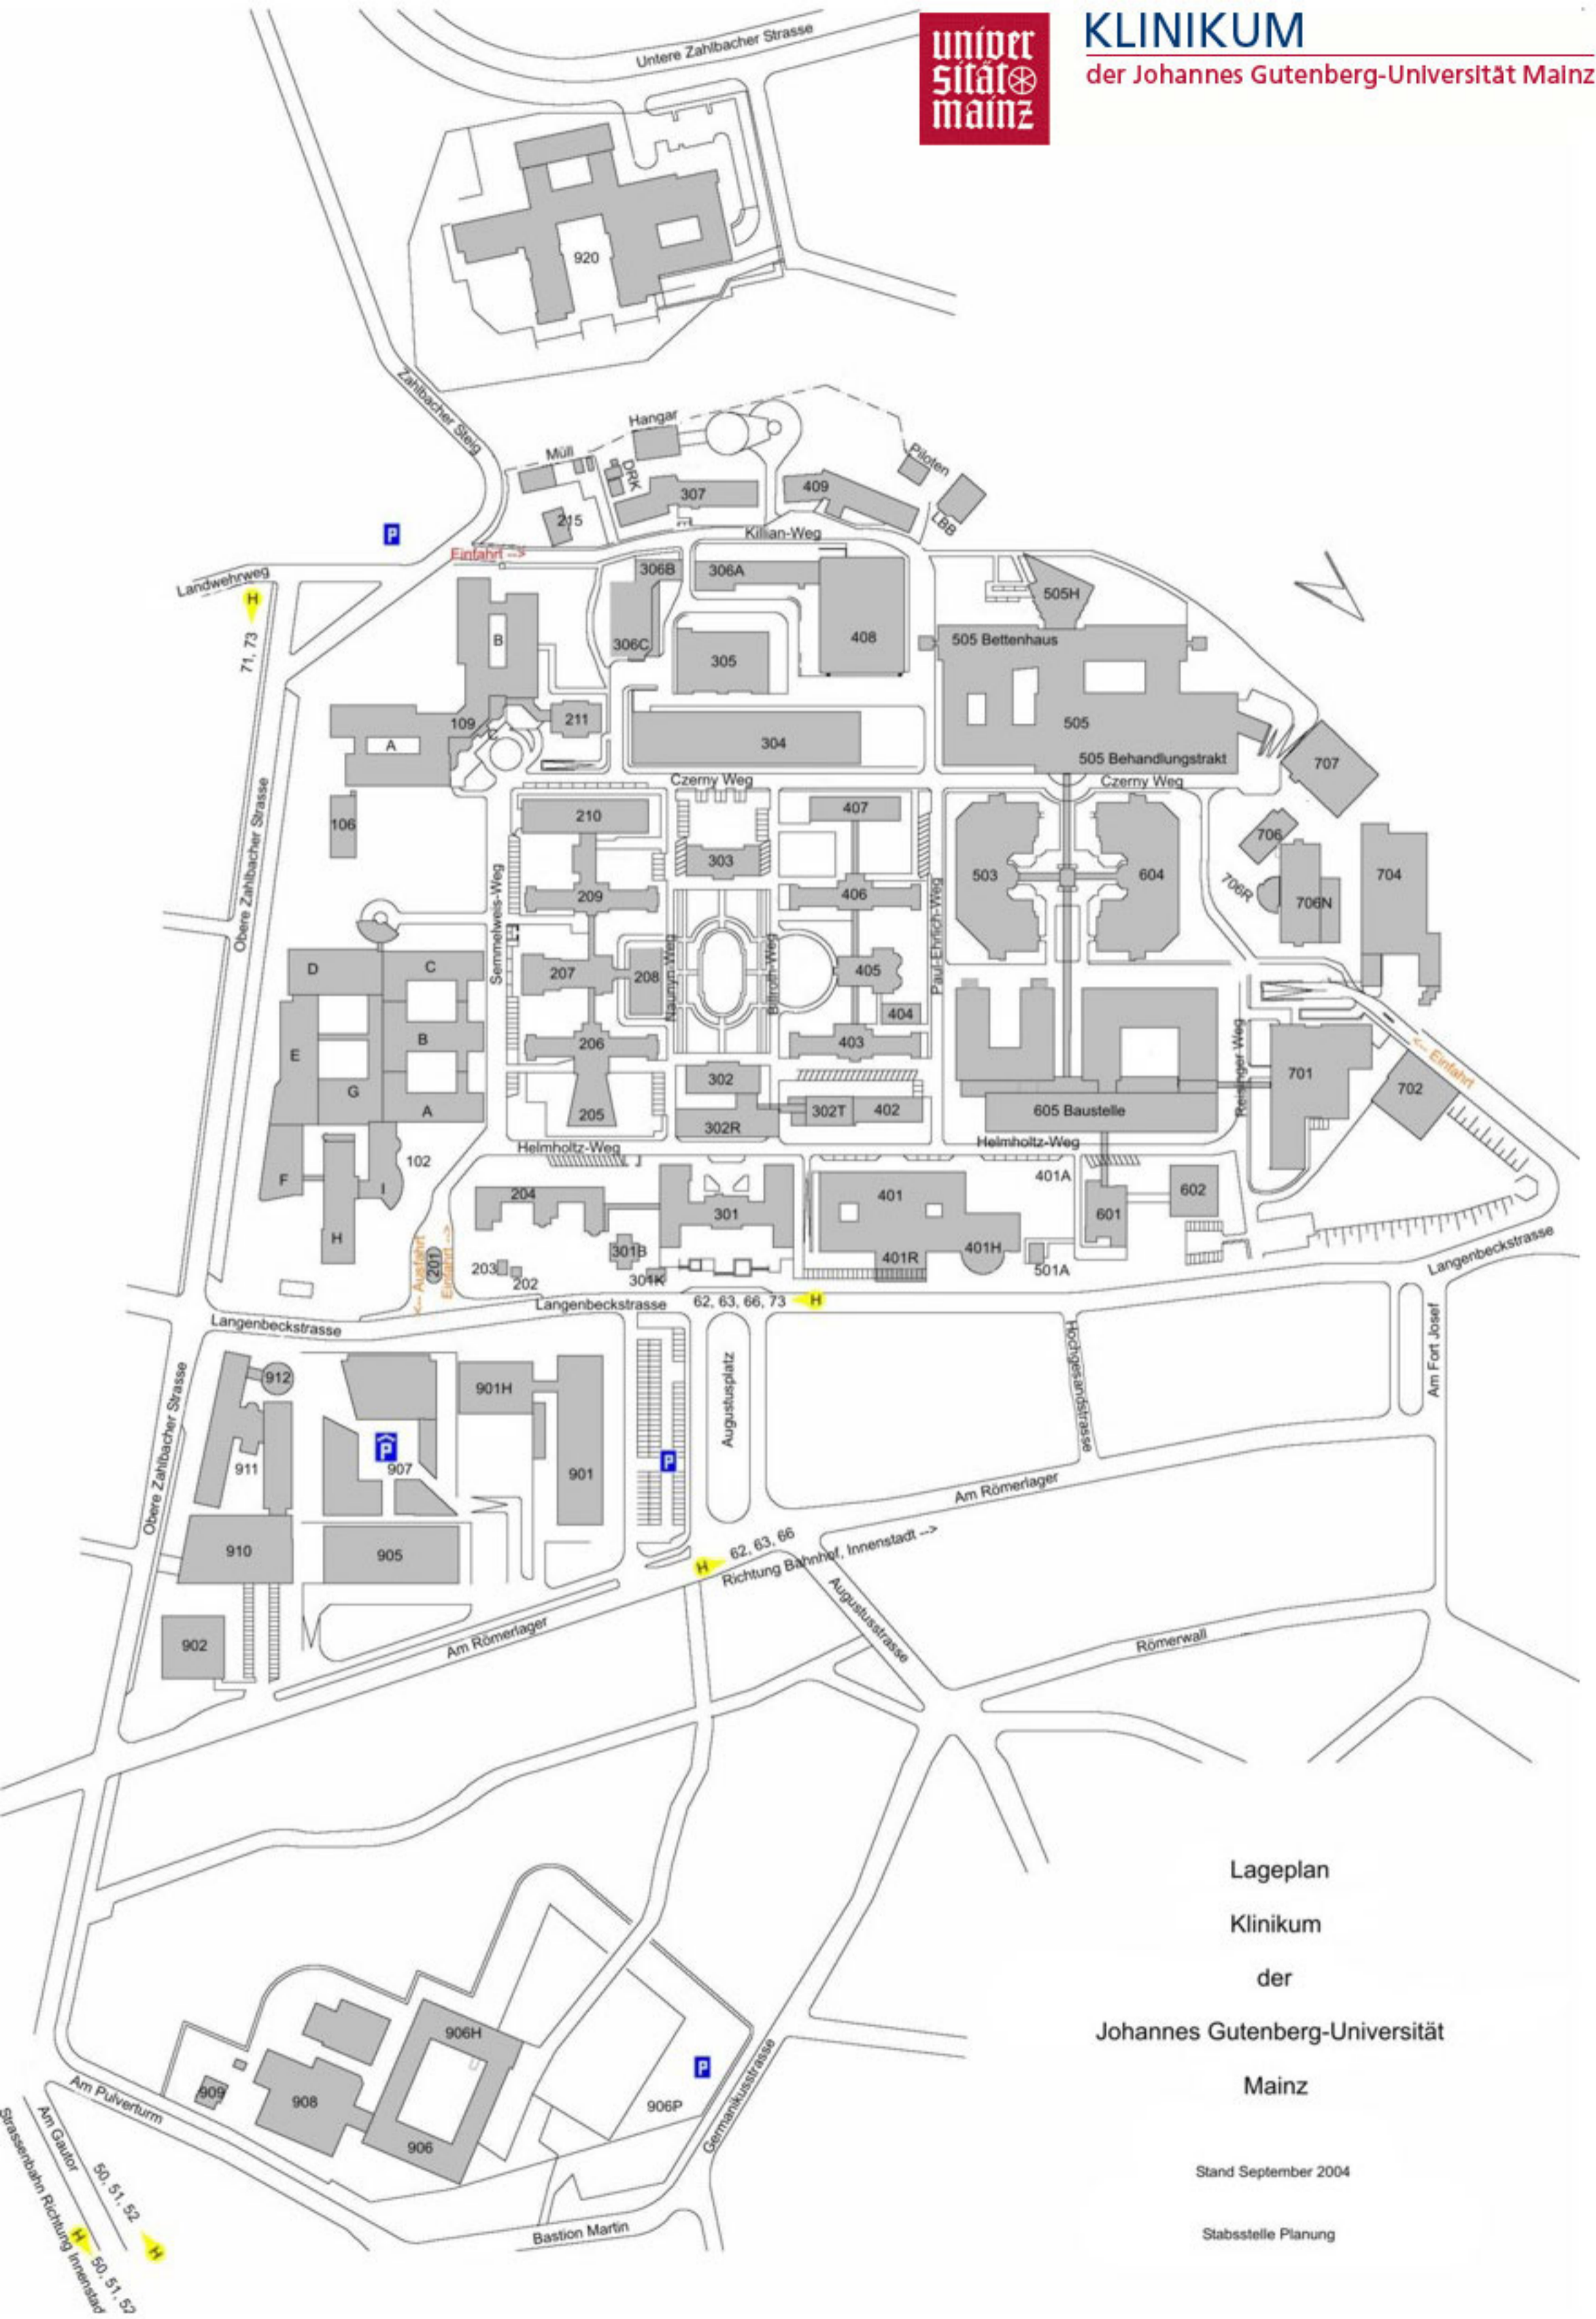 Untere Zahlbacher Strasse
univer
sität
mainz
KLINIKUM
der Johannes Gutenberg-Universität Mainz
920
Zahlbacher Steig
Hangar
Müll
DRK
Piloten
307
409
LBB
215
P
Killian-Weg
Einfahrt -->
Landwehrweg
H
71, 73
306B
306A
505H
B
306C
305
408
505 Bettenhaus
109
211
A
C
304
505
505 Behandlungstrakt
707
Czerny Weg
Czerny Weg
Obere Zahlbacher Strasse
106
210
407
303
706
Semmelweis-Weg
209
406
Paul-Ehrlich-Weg
503
604
706R
706N
704
D
C
207
208
Naunyn-Weg
Billroth-Weg
405
404
E
B
206
403
Reisinger Weg
<-- Einfahrt
G
302
701
702
A
205
302T
402
605 Baustelle
302R
Helmholtz-Weg
Helmholtz-Weg
102
F
I
204
401
401A
602
301
601
H
<-- Ausfahrt
201
Einfahrt -->
301B
401R
401H
203
202
301K
501A
Langenbeckstrasse
Langenbeckstrasse
62, 63, 66, 73
H
Langenbeckstrasse
Obere Zahlbacher Strasse
912
901H
Augustusplatz
Hochgesandstrasse
Am Fort Josef
P
911
907
901
P
Am Römerlager
910
905
H
62, 63, 66
Richtung Bahnhof, Innenstadt -->
902
Am Römerlager
Augustusstrasse
Römerwall
Lageplan
Klinikum
der
Johannes Gutenberg-Universität
Mainz
906H
P
909
908
906P
906
Germanikusstrasse
Am Pulverturm
Am Gautor
Strassenbahn Richtung Innenstad
50, 51, 52
H
H
50, 51, 52
Bastion Martin
Stand September 2004
Stabsstelle Planung